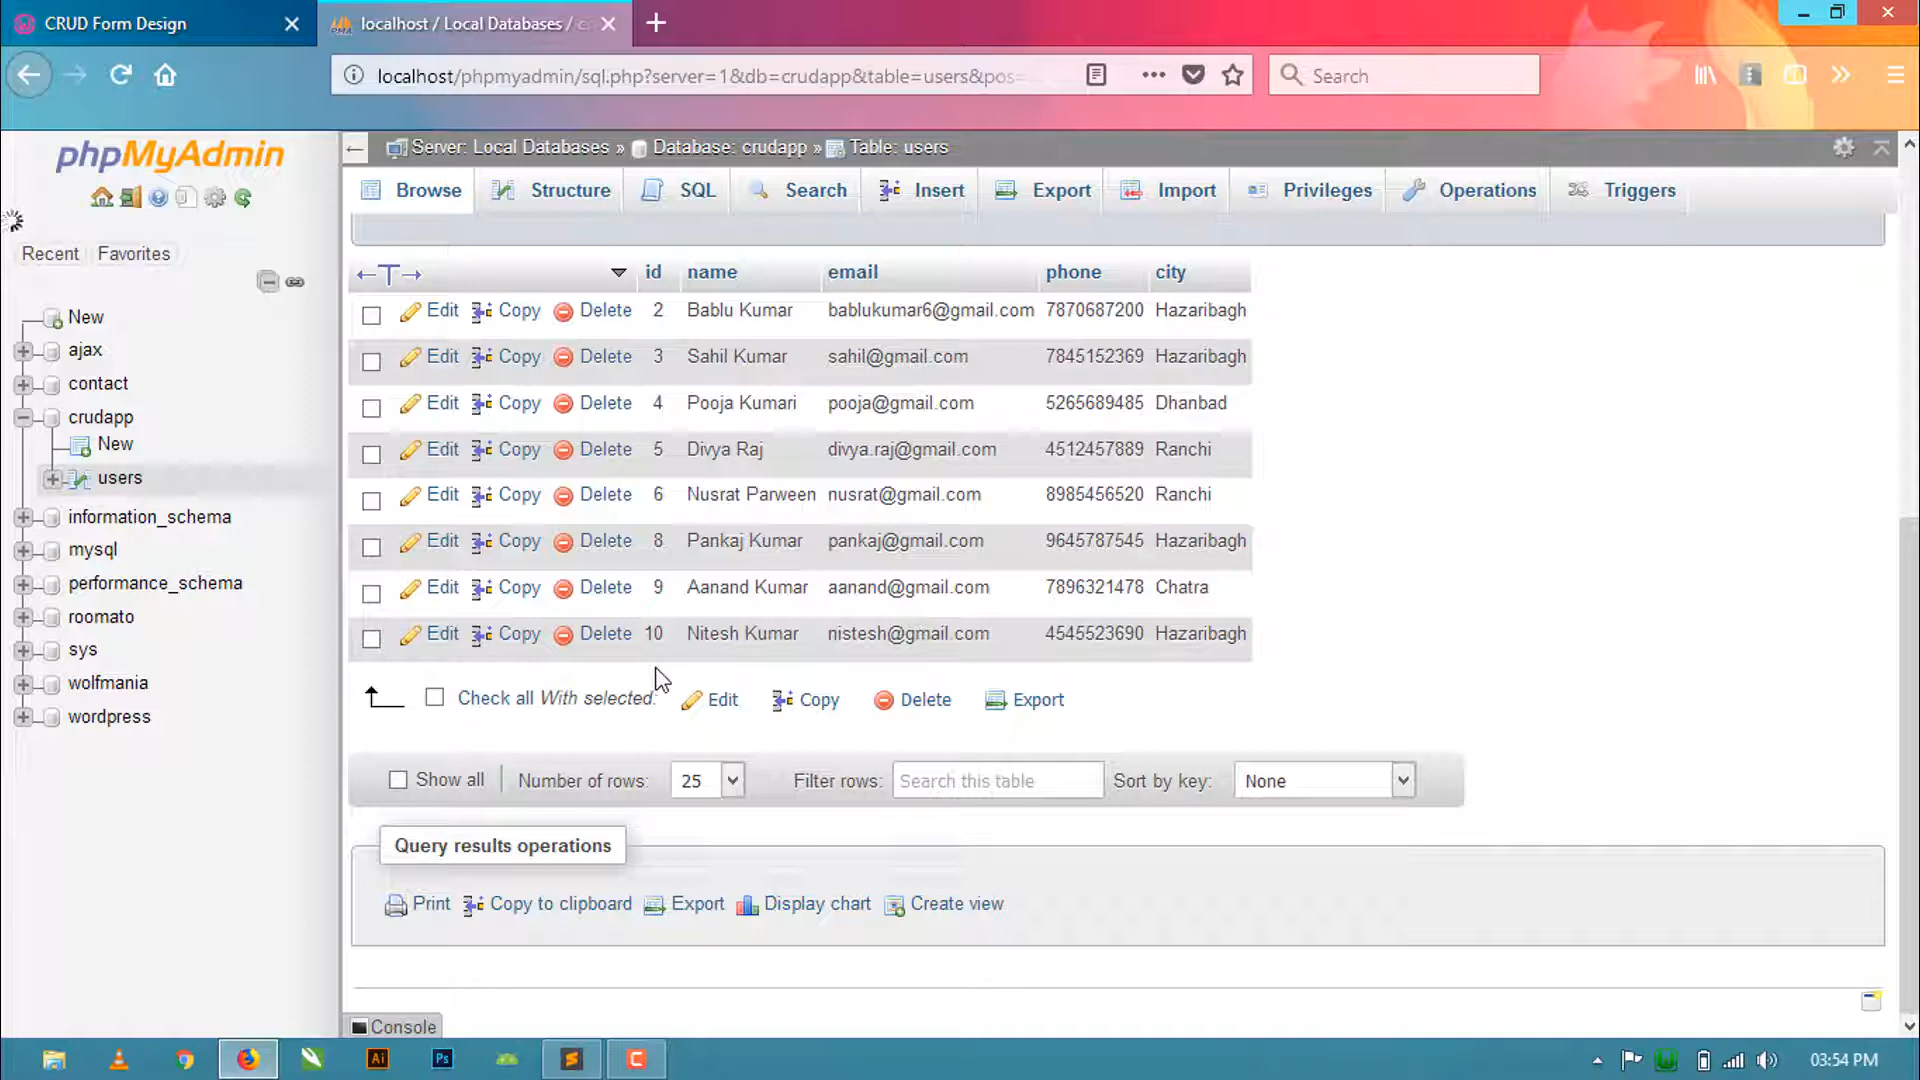 CRUD Form Design
localhost / Local Databases /
localhost/phpmyadmin/sql.php?server=1&db=crudapp&table=users&pos=
Search
phpMyAdmin
Recent Favorites
New
ajax
contact
crudapp
New
users
information_schema
mysql
performance_schema
roomato
sys
wolfmania
wordpress
Server: Local Databases » Database: crudapp » Table: users
Browse Structure SQL Search Insert Export Import Privileges Operations Triggers
id name email phone city
Edit Copy Delete 2 Bablu Kumar bablukumar6@gmail.com 7870687200 Hazaribagh
Edit Copy Delete 3 Sahil Kumar sahil@gmail.com 7845152369 Hazaribagh
Edit Copy Delete 4 Pooja Kumari pooja@gmail.com 5265689485 Dhanbad
Edit Copy Delete 5 Divya Raj divya.raj@gmail.com 4512457889 Ranchi
Edit Copy Delete 6 Nusrat Parween nusrat@gmail.com 8985456520 Ranchi
Edit Copy Delete 8 Pankaj Kumar pankaj@gmail.com 9645787545 Hazaribagh
Edit Copy Delete 9 Aanand Kumar aanand@gmail.com 7896321478 Chatra
Edit Copy Delete 10 Nitesh Kumar nistesh@gmail.com 4545523690 Hazaribagh
Check all With selected: Edit Copy Delete Export
Show all Number of rows: 25 Filter rows: Search this table Sort by key: None
Query results operations
Print Copy to clipboard Export Display chart Create view
Console
Ai Ps C 03:54 PM